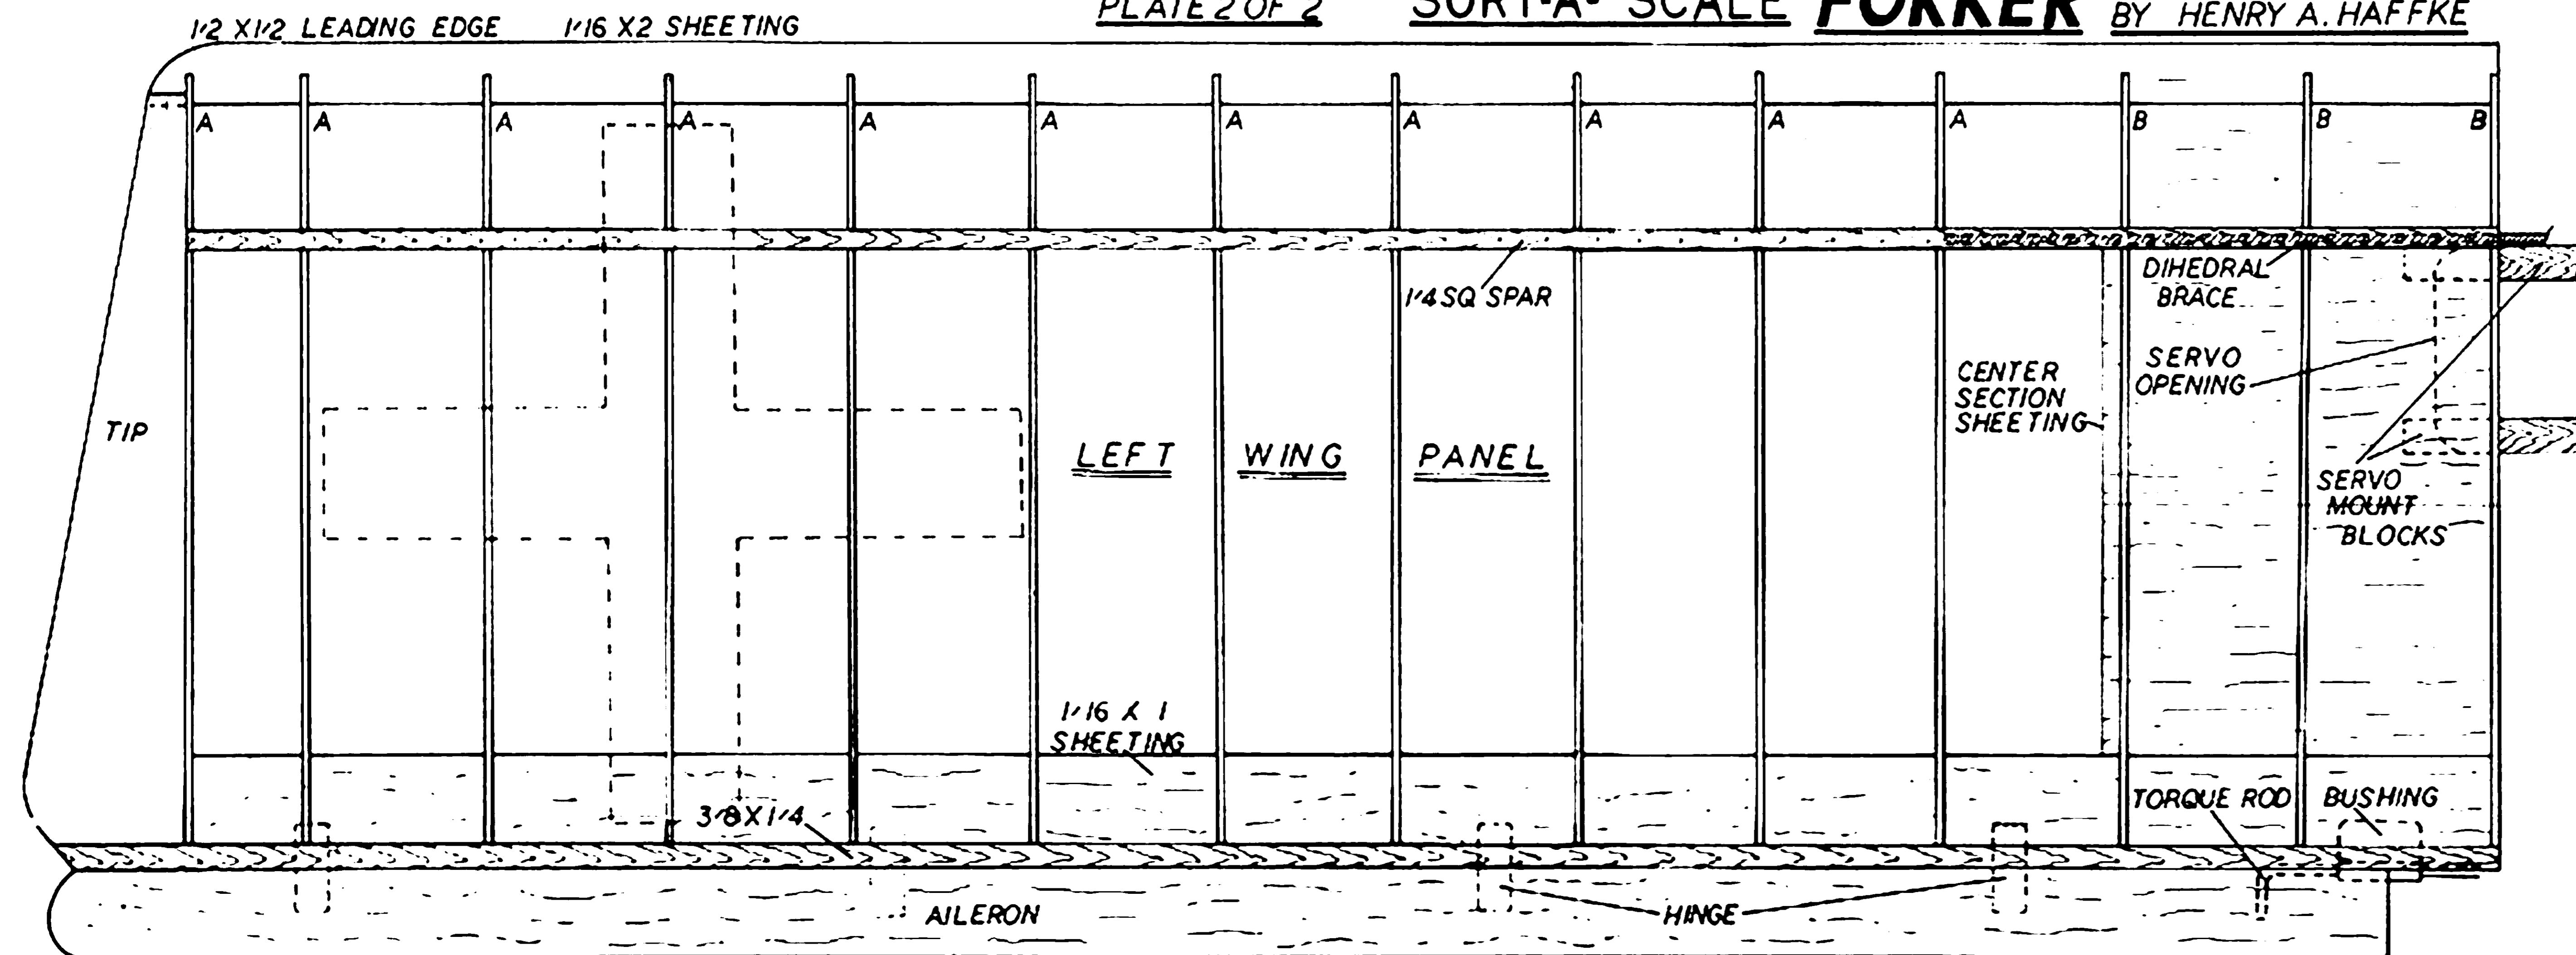 PLATE 2 OF 2 SORT-A- SCALE FOKKER BY HENRY A. HAFFKE
1/2 X 1/2 LEADING EDGE 1/16 X 2 SHEETING
A A A A A A A A A A A B B B
1/4 SQ SPAR
DIHEDRAL
BRACE
SERVO
OPENING
CENTER
SECTION
SHEETING
TIP
LEFT WING PANEL
SERVO
MOUNT
BLOCKS
1/16 X 1
SHEETING
3/8 X 1/4
TORQUE ROD BUSHING
AILERON
HINGE